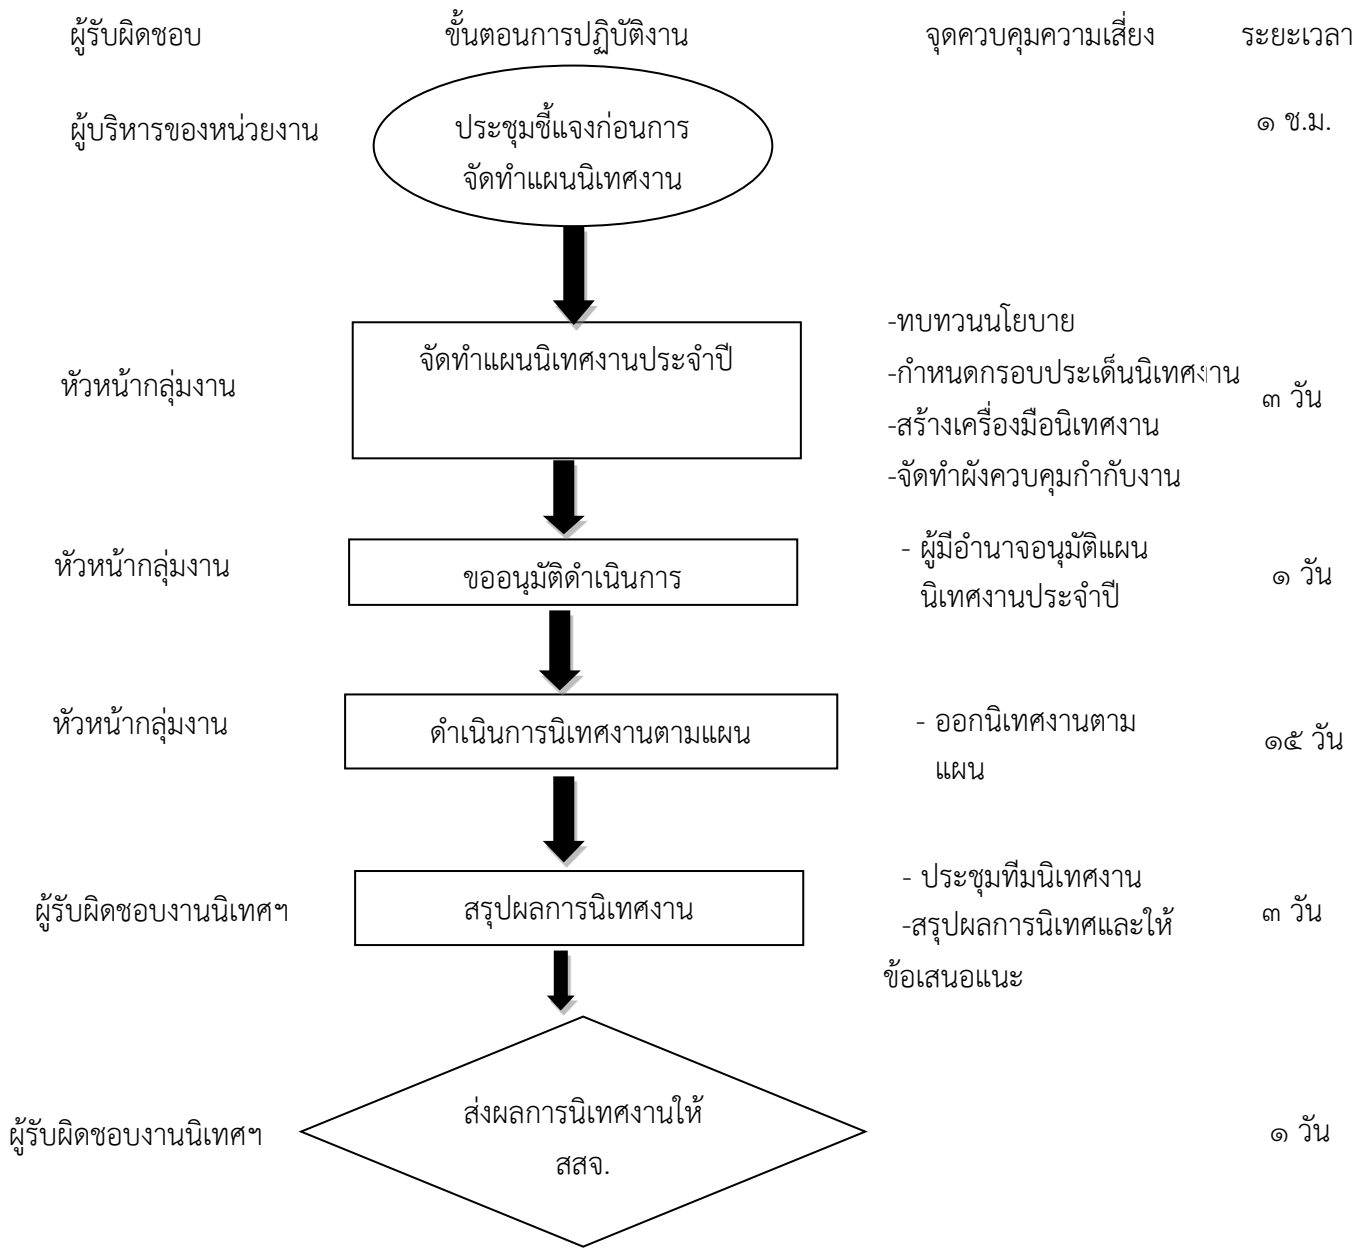 ผู้รับผิดชอบ ขั้นตอนการปฏิบัติงาน จุดควบคุมความเสี่ยง ระยะเวลา
ผู้บริหารของหน่วยงาน
ประชุมชี้แจงก่อนการ
จัดทำแผนนิเทศงาน
๑ ช.ม.
หัวหน้ากลุ่มงาน
จัดทำแผนนิเทศงานประจำปี
-ทบทวนนโยบาย
-กำหนดกรอบประเด็นนิเทศงาน
-สร้างเครื่องมือนิเทศงาน
-จัดทำผังควบคุมกำกับงาน
๓ วัน
หัวหน้ากลุ่มงาน
ขออนุมัติดำเนินการ
- ผู้มีอำนาจอนุมัติแผน
นิเทศงานประจำปี
๑ วัน
หัวหน้ากลุ่มงาน
ดำเนินการนิเทศงานตามแผน
- ออกนิเทศงานตาม
แผน
๑๕ วัน
ผู้รับผิดชอบงานนิเทศฯ
สรุปผลการนิเทศงาน
- ประชุมทีมนิเทศงาน
-สรุปผลการนิเทศและให้
ข้อเสนอแนะ
๓ วัน
ผู้รับผิดชอบงานนิเทศฯ
ส่งผลการนิเทศงานให้
สสจ.
๑ วัน